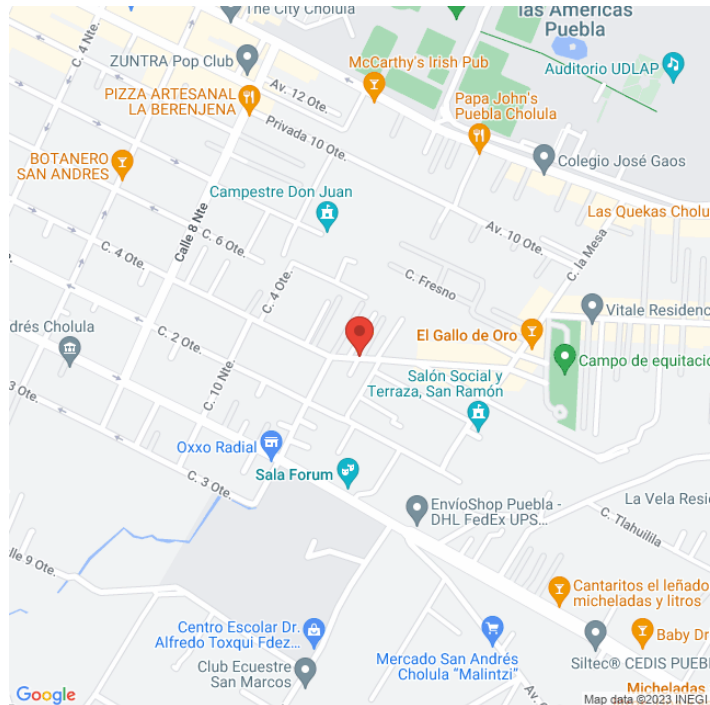 The City Cholula
las Américas
Puebla
C. 4 Nte.
ZUNTRA Pop Club
McCarthy's Irish Pub
Auditorio UDLAP
Av. 12 Ote.
PIZZA ARTESANAL
LA BERENJENA
Papa John's
Puebla Cholula
Privada 10 Ote.
Colegio José Gaos
BOTANERO
SAN ANDRES
Campestre Don Juan
Las Quekas Cholu
Calle 8 Nte
Av. 10 Ote.
C. 6 Ote.
C. la Mesa
C. 4 Ote.
C. 4 Ote.
C. Fresno
Vitale Residenc
El Gallo de Oro
C. 2 Ote.
ndrés Cholula
Campo de equitació
Salón Social y
Terraza, San Ramón
C. 10 Nte.
3 Ote.
Oxxo Radial
Sala Forum
C. 3 Ote.
EnvíoShop Puebla -
DHL FedEx UPS...
La Vela Resi
C. Tlahuilila
lle 9 Ote.
Cantaritos el leñado
micheladas y litros
Centro Escolar Dr.
Alfredo Toxqui Fdez...
Baby Dr
Mercado San Andrés
Cholula "Malintzi"
Siltec® CEDIS PUEB
Club Ecuestre
San Marcos
Micheladas
Google
Map data ©2023 INEGI